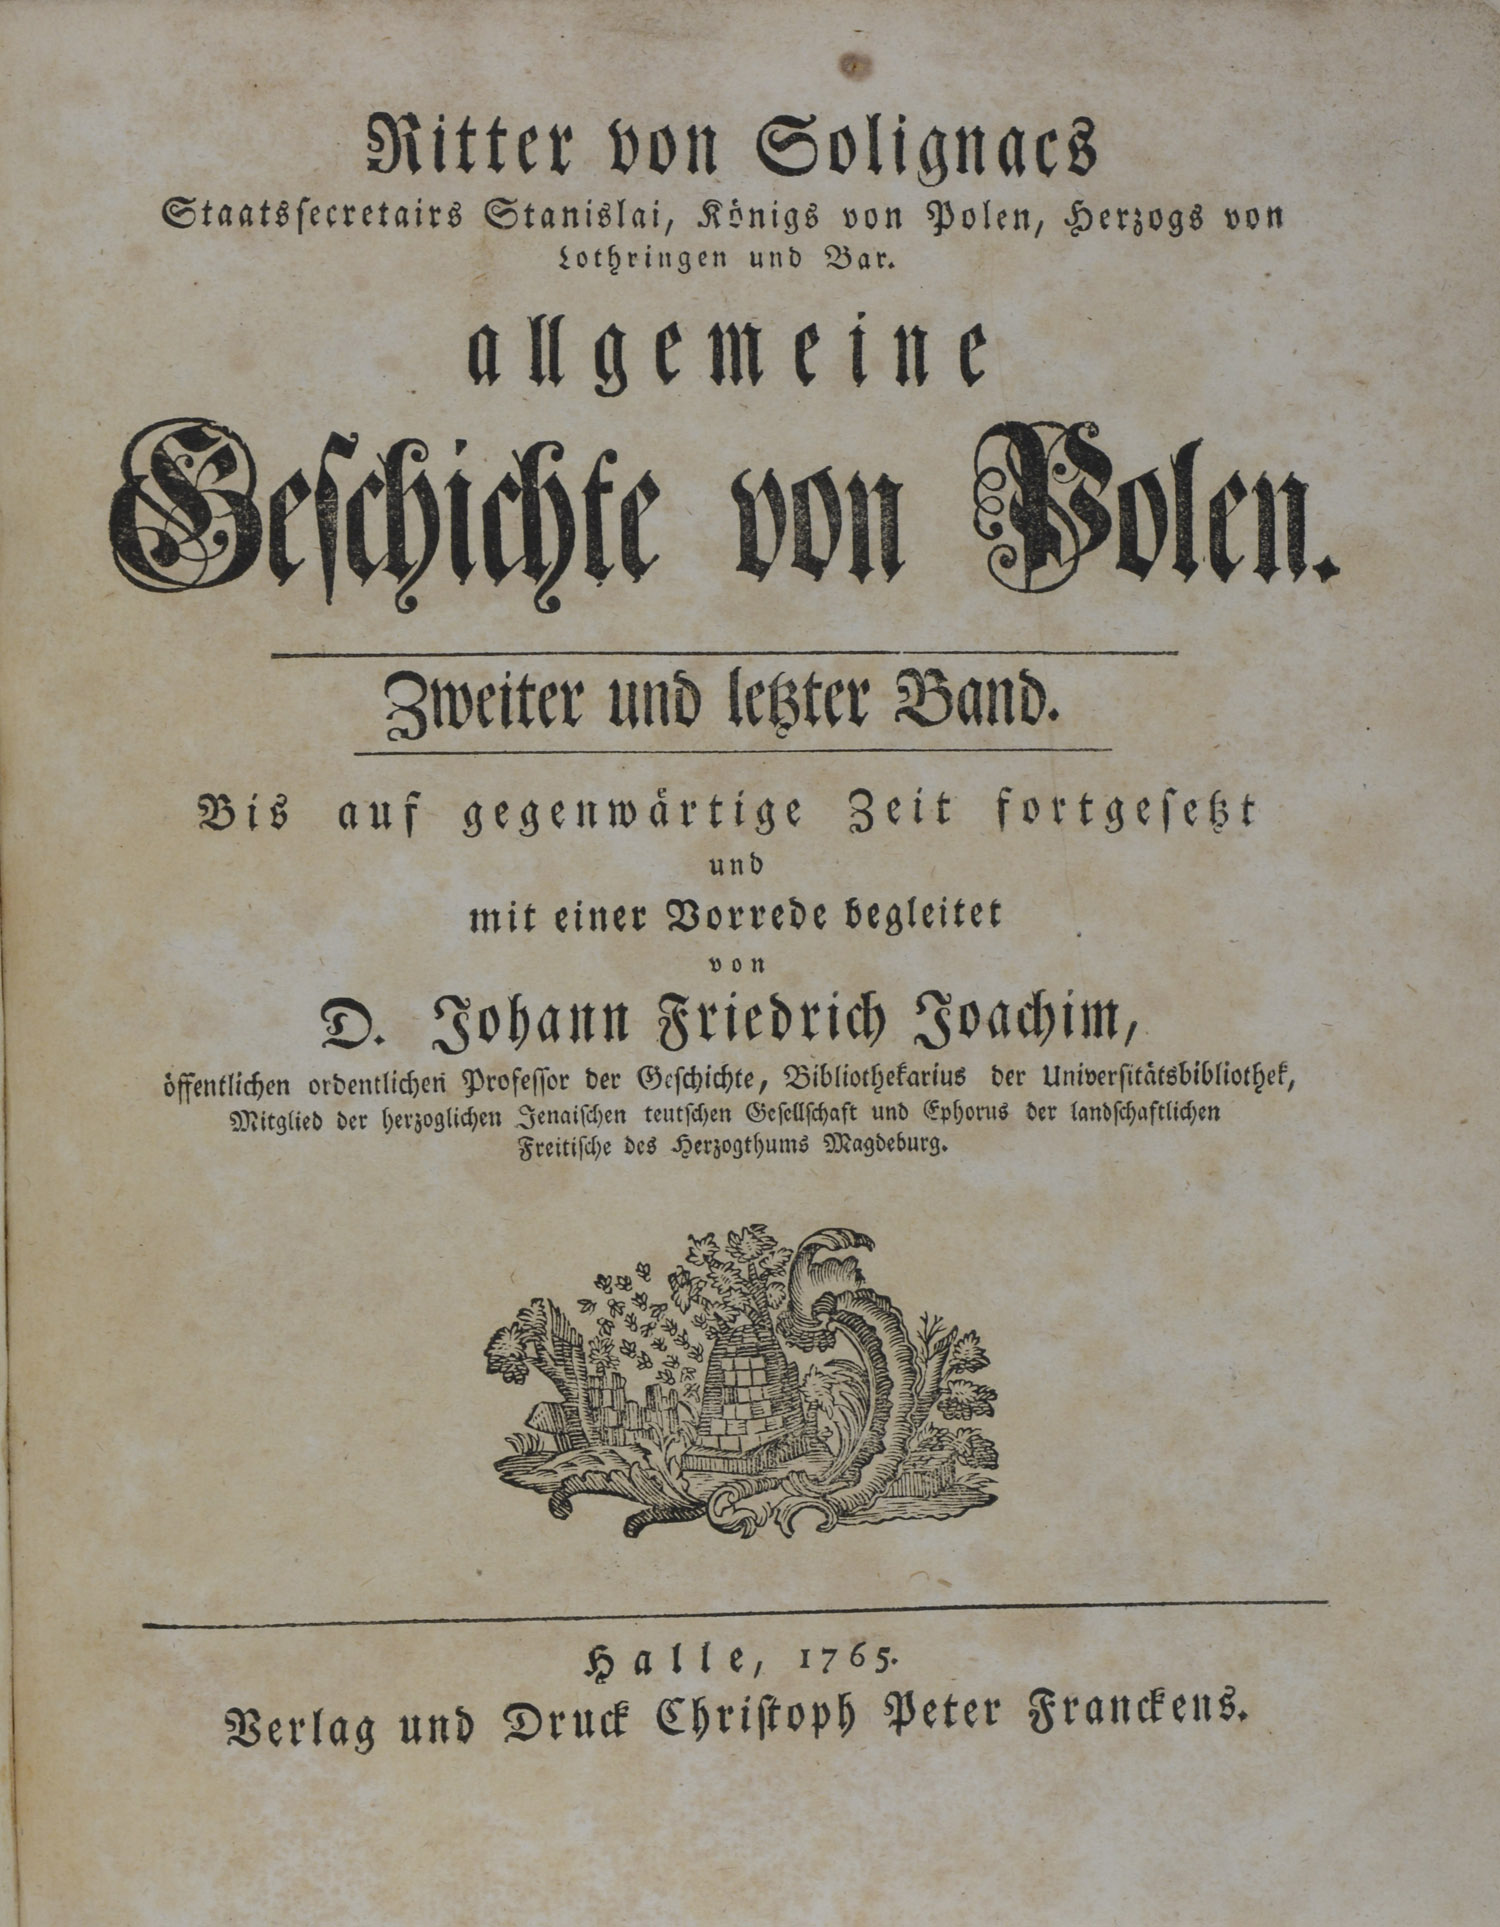 Ritter von Solignacs
Staatsſecretairs Stanislai, Königs von Polen, Herzogs von
Lothringen und Bar.
allgemeine
Geſchichte von Polen.
Zweiter und letzter Band.
Bis auf gegenwärtige Zeit fortgeſetzt
und
mit einer Vorrede begleitet
von
D. Johann Friedrich Joachim,
öffentlichen ordentlichen Profeſſor der Geſchichte, Bibliothekarius der Univerſitätsbibliothek,
Mitglied der herzoglichen Jenaiſchen teutſchen Geſellſchaft und Ephorus der landſchaftlichen
Freitiſche des Herzogthums Magdeburg.
Halle, 1765.
Verlag und Druck Chriſtoph Peter Franckens.